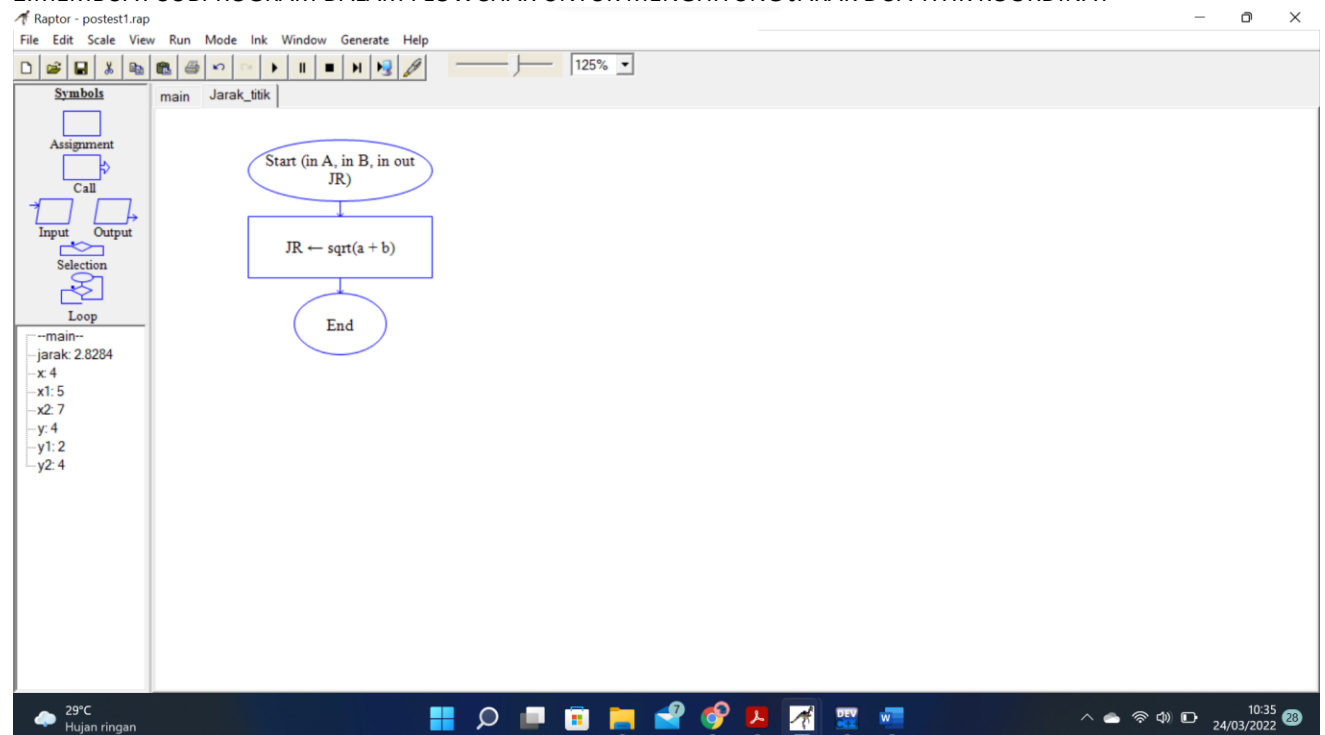 Raptor - postest1.rap
File Edit Scale View Run Mode Ink Window Generate Help
125%
Symbols
main Jarak_titik
Assignment
Call
Input Output
Selection
Loop
Start (in A, in B, in out
JR)
JR ← sqrt(a + b)
End
--main--
jarak: 2.8284
x: 4
x1: 5
x2: 7
y: 4
y1: 2
y2: 4
29°C
Hujan ringan
7
DEV
W
10:35
24/03/2022
28